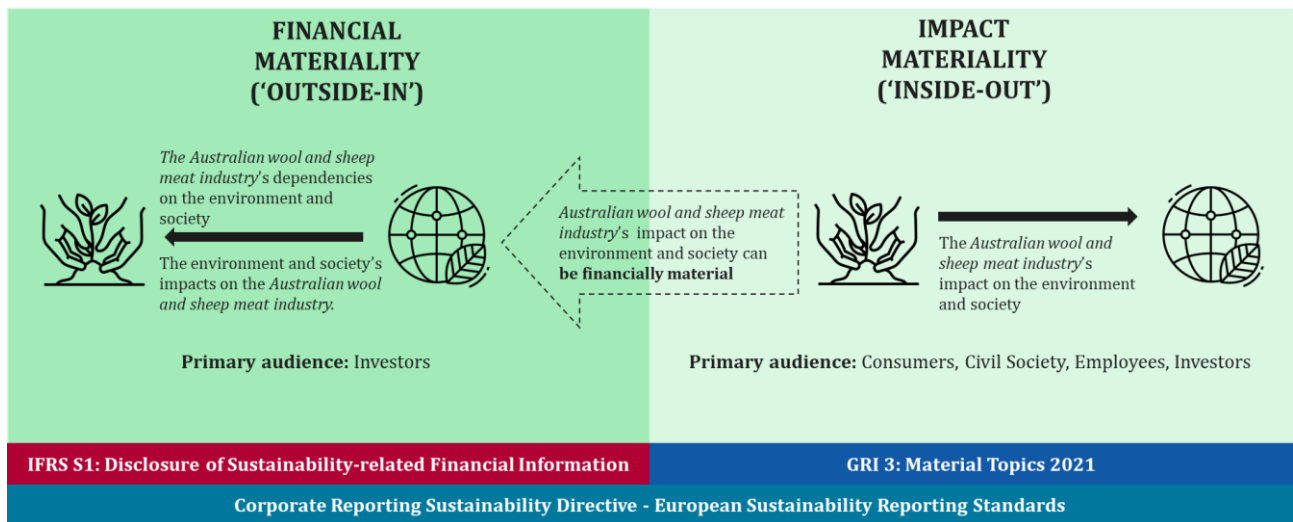 FINANCIAL
MATERIALITY
(‘OUTSIDE-IN’)
The Australian wool and sheep
meat industry’s dependencies
on the environment and
society
The environment and society’s
impacts on the Australian wool
and sheep meat industry.
Primary audience: Investors
Australian wool and sheep meat
industry’s impact on the
environment and society can
be financially material
IMPACT
MATERIALITY
(‘INSIDE-OUT’)
The Australian wool and
sheep meat industry’s
impact on the environment
and society
Primary audience: Consumers, Civil Society, Employees, Investors
IFRS S1: Disclosure of Sustainability-related Financial Information
GRI 3: Material Topics 2021
Corporate Reporting Sustainability Directive - European Sustainability Reporting Standards